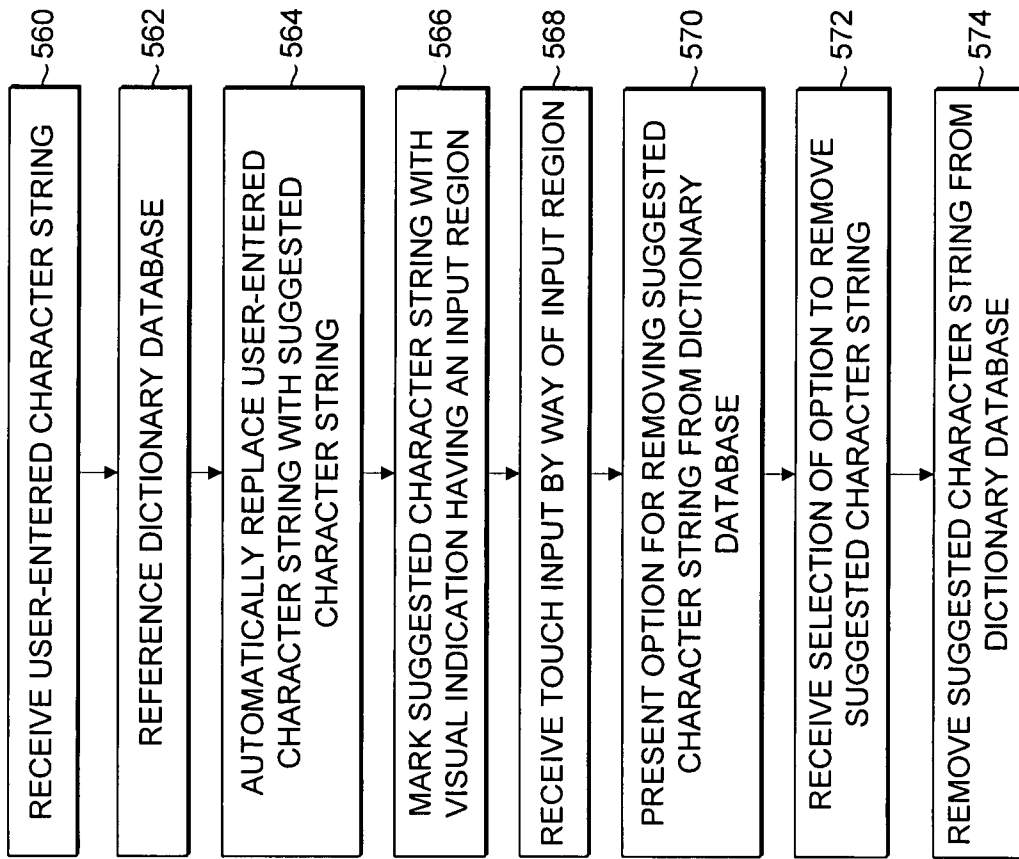 RECEIVE USER-ENTERED CHARACTER STRING
560
REFERENCE DICTIONARY DATABASE
562
AUTOMATICALLY REPLACE USER-ENTERED
CHARACTER STRING WITH SUGGESTED
CHARACTER STRING
564
MARK SUGGESTED CHARACTER STRING WITH
VISUAL INDICATION HAVING AN INPUT REGION
566
RECEIVE TOUCH INPUT BY WAY OF INPUT REGION
568
PRESENT OPTION FOR REMOVING SUGGESTED
CHARACTER STRING FROM DICTIONARY
DATABASE
570
RECEIVE SELECTION OF OPTION TO REMOVE
SUGGESTED CHARACTER STRING
572
REMOVE SUGGESTED CHARACTER STRING FROM
DICTIONARY DATABASE
574